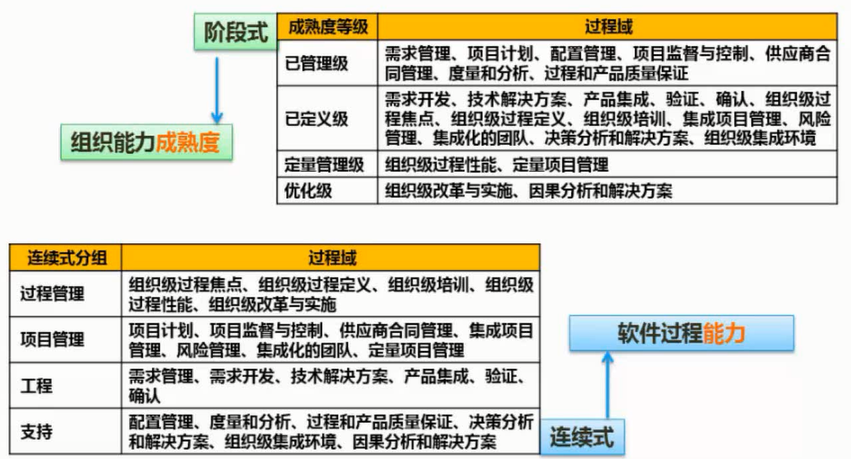 阶段式
组织能力成熟度
成熟度等级 过程域
已管理级 需求管理、项目计划、配置管理、项目监督与控制、供应商合
同管理、度量和分析、过程和产品质量保证
已定义级 需求开发、技术解决方案、产品集成、验证、确认、组织级过
程焦点、组织级过程定义、组织级培训、集成项目管理、风险
管理、集成化的团队、决策分析和解决方案、组织级集成环境
定量管理级 组织级过程性能、定量项目管理
优化级 组织级改革与实施、因果分析和解决方案
连续式分组 过程域
过程管理 组织级过程焦点、组织级过程定义、组织级培训、组织级
过程性能、组织级改革与实施
项目管理 项目计划、项目监督与控制、供应商合同管理、集成项目
管理、风险管理、集成化的团队、定量项目管理
工程 需求管理、需求开发、技术解决方案、产品集成、验证、
确认
支持 配置管理、度量和分析、过程和产品质量保证、决策分析
和解决方案、组织级集成环境、因果分析和解决方案
软件过程能力
连续式